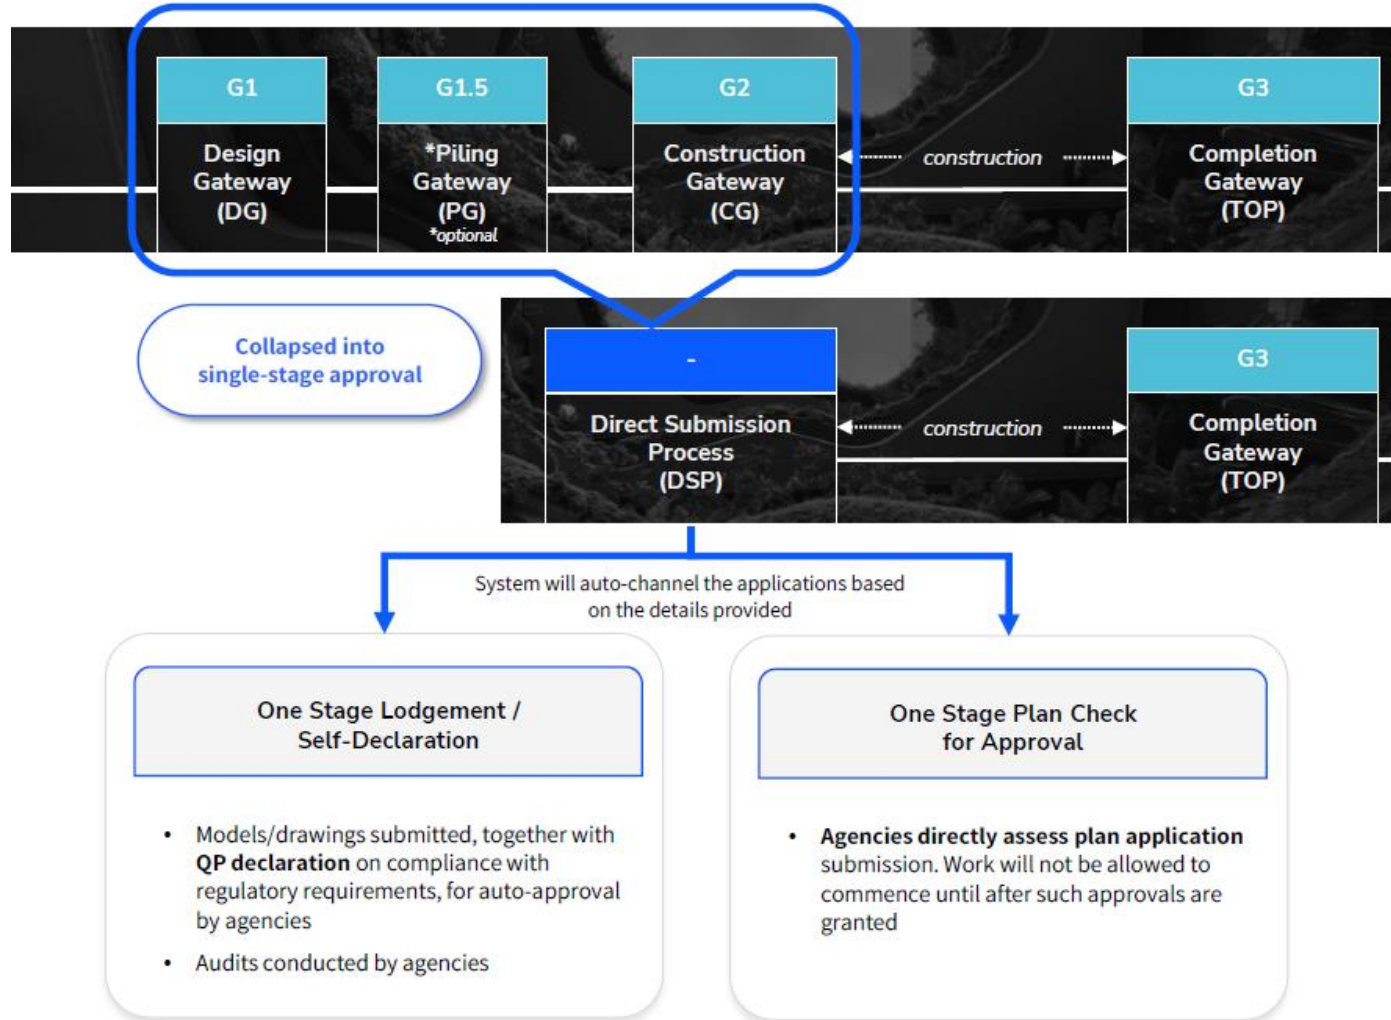 G1
Design
Gateway
(DG)
G1.5
*Piling
Gateway
(PG)
*optional
G2
Construction
Gateway
(CG)
construction
G3
Completion
Gateway
(TOP)
Collapsed into
single-stage approval
-
Direct Submission
Process
(DSP)
construction
G3
Completion
Gateway
(TOP)
System will auto-channel the applications based
on the details provided
One Stage Lodgement /
Self-Declaration
• Models/drawings submitted, together with
QP declaration on compliance with
regulatory requirements, for auto-approval
by agencies
• Audits conducted by agencies
One Stage Plan Check
for Approval
• Agencies directly assess plan application
submission. Work will not be allowed to
commence until after such approvals are
granted